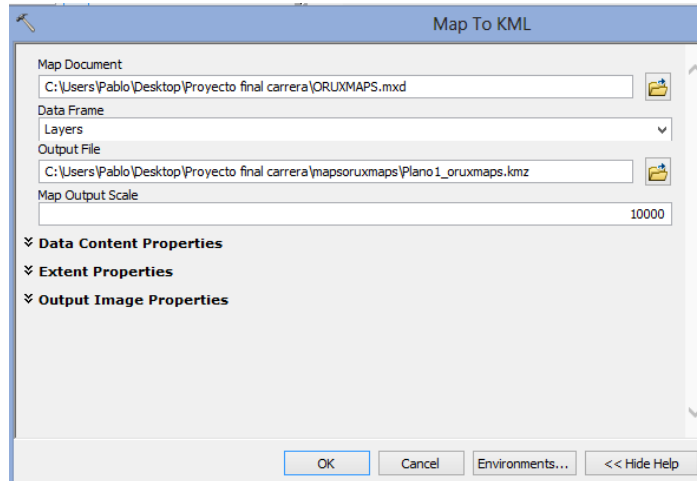 Map To KML
Map Document
C:\Users\Pablo\Desktop\Proyecto final carrera\ORUXMAPS.mxd
Data Frame
Layers
Output File
C:\Users\Pablo\Desktop\Proyecto final carrera\mapsoruxmaps\Plano1_oruxmaps.kmz
Map Output Scale
10000
Data Content Properties
Extent Properties
Output Image Properties
OK Cancel Environments... << Hide Help